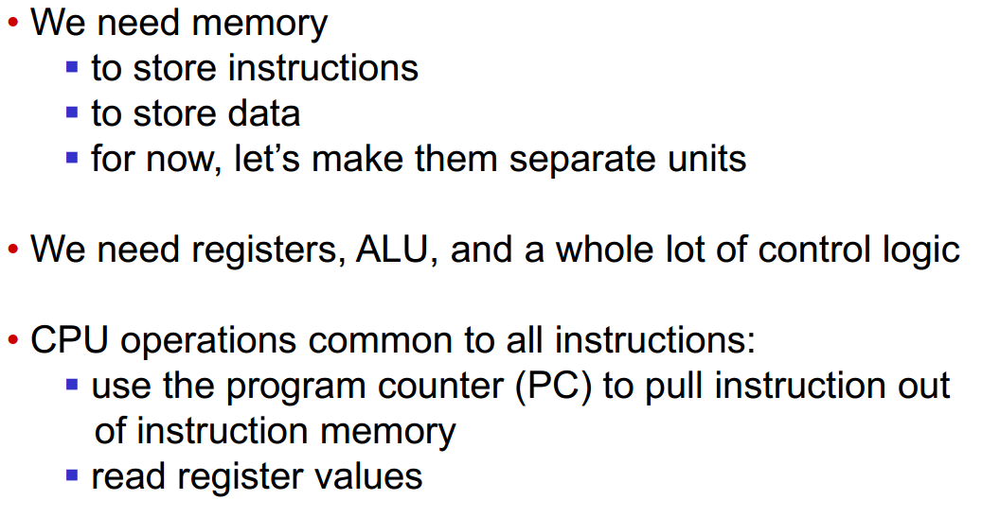 • We need memory
▪ to store instructions
▪ to store data
▪ for now, let’s make them separate units
• We need registers, ALU, and a whole lot of control logic
• CPU operations common to all instructions:
▪ use the program counter (PC) to pull instruction out
of instruction memory
▪ read register values